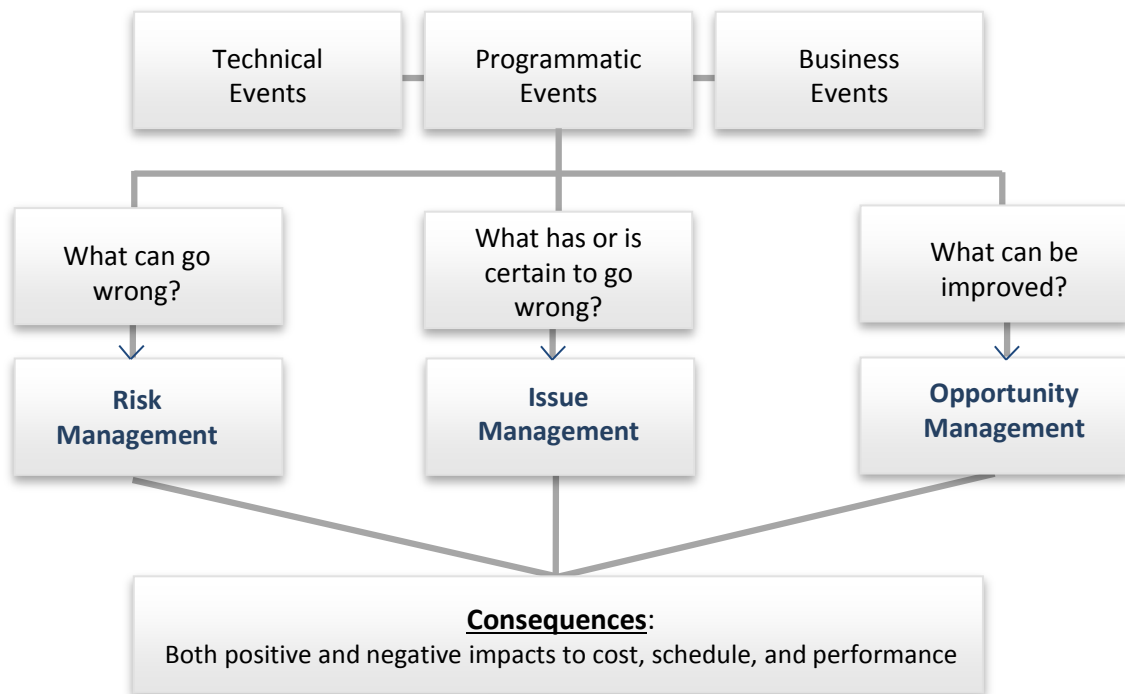 Technical
Events
Programmatic
Events
Business
Events
What can go
wrong?
What has or is
certain to go
wrong?
What can be
improved?
Risk
Management
Issue
Management
Opportunity
Management
Consequences:
Both positive and negative impacts to cost, schedule, and performance